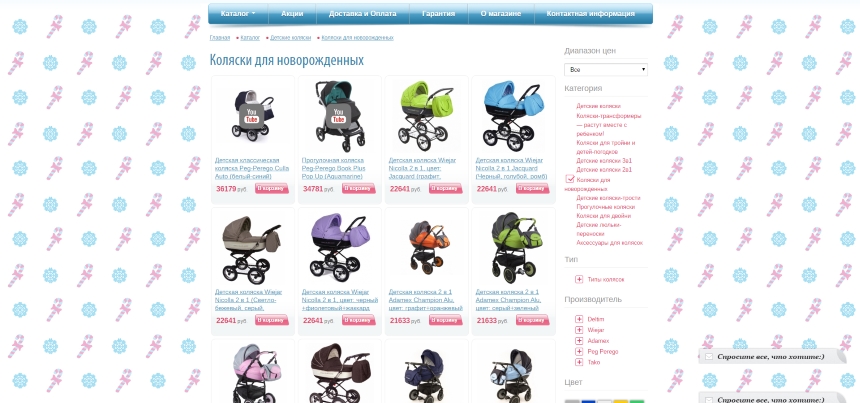 Каталог
Акции
Доставка и Оплата
Гарантия
О магазине
Контактная информация
Главная
Каталог
Детские коляски
Коляски для новорожденных
Коляски для новорожденных
You
Tube
You
Tube
Детская классическая
коляска Peg-Perego Culla
Auto (белый-синий)
36179 руб.
В корзину
Прогулочная коляска
Peg-Perego Book Plus
Pop Up (Aquamarine)
34781 руб.
В корзину
Детская коляска Wiejar
Nicolla 2 в 1, цвет:
Jacquard (графит,
22641 руб.
В корзину
Детская коляска Wiejar
Nicolla 2 в 1 Jacquard
(Черный, голубой, ромб)
22641 руб.
В корзину
Детская коляска Wiejar
Nicolla 2 в 1 (Светло-
бежевый, серый,
22641 руб.
В корзину
Детская коляска Wiejar
Nicolla 2 в 1, цвет: черный
+фиолетовый+жаккард
22641 руб.
В корзину
Детская коляска 2 в 1
Adamex Champion Alu,
цвет: графит+оранжевый
21633 руб.
В корзину
Детская коляска 2 в 1
Adamex Champion Alu,
цвет: серый+зеленый
21633 руб.
В корзину
Диапазон цен
Все
Категория
Детские коляски
Коляски-трансформеры
— растут вместе с
ребенком!
Коляски для тройни и
детей-погодков
Детские коляски 3в1
Детские коляски 2в1
Коляски для
новорожденных
Детские коляски-трости
Прогулочные коляски
Коляски для двойни
Детские люльки-
переноски
Аксессуары для колясок
Тип
Типы колясок
Производитель
Deltim
Wiejar
Adamex
Peg Perego
Tako
Цвет
Спросите все, что хотите:)
Спросите все, что хотите:)